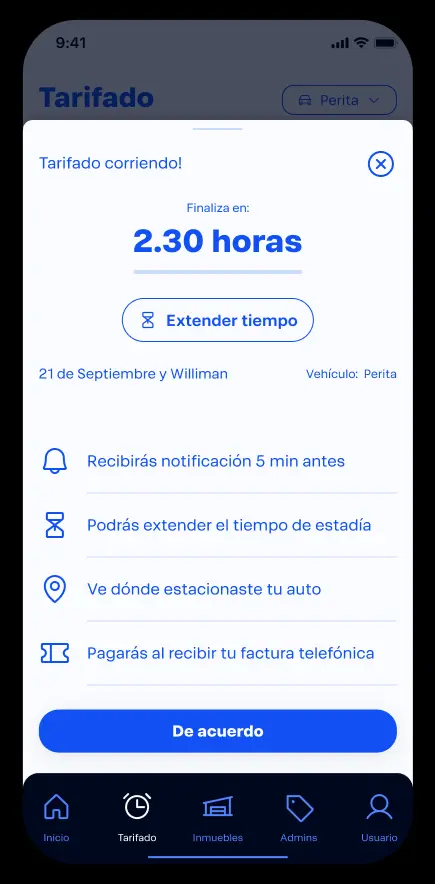 9:41
Tarifado
Perita
Tarifado corriendo!
Finaliza en:
2.30 horas
Extender tiempo
21 de Septiembre y Williman
Vehículo: Perita
Recibirás notificación 5 min antes
Podrás extender el tiempo de estadía
Ve dónde estacionaste tu auto
Pagarás al recibir tu factura telefónica
De acuerdo
Inicio
Tarifado
Inmuebles
Admins
Usuario